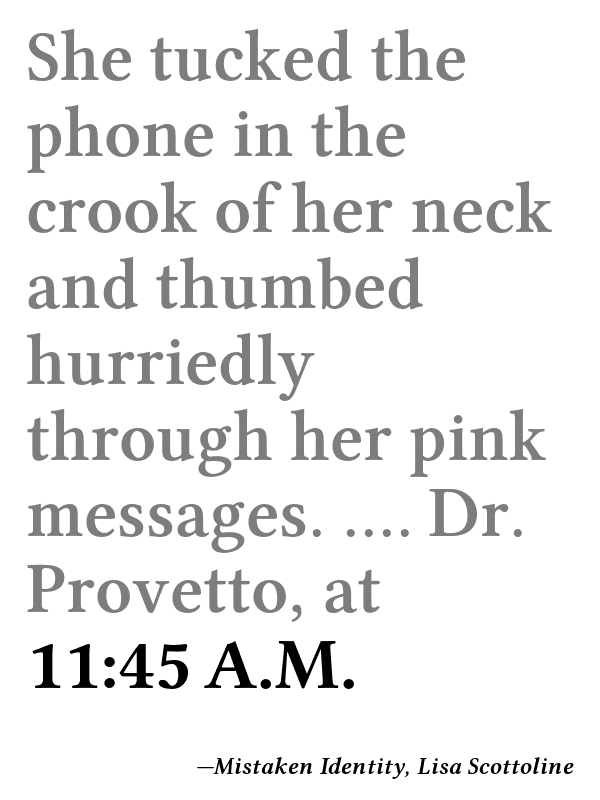 She tucked the
phone in the
crook of her neck
and thumbed
hurriedly
through her pink
messages. .... Dr.
Provetto, at
11:45 A.M.
—Mistaken Identity, Lisa Scottoline